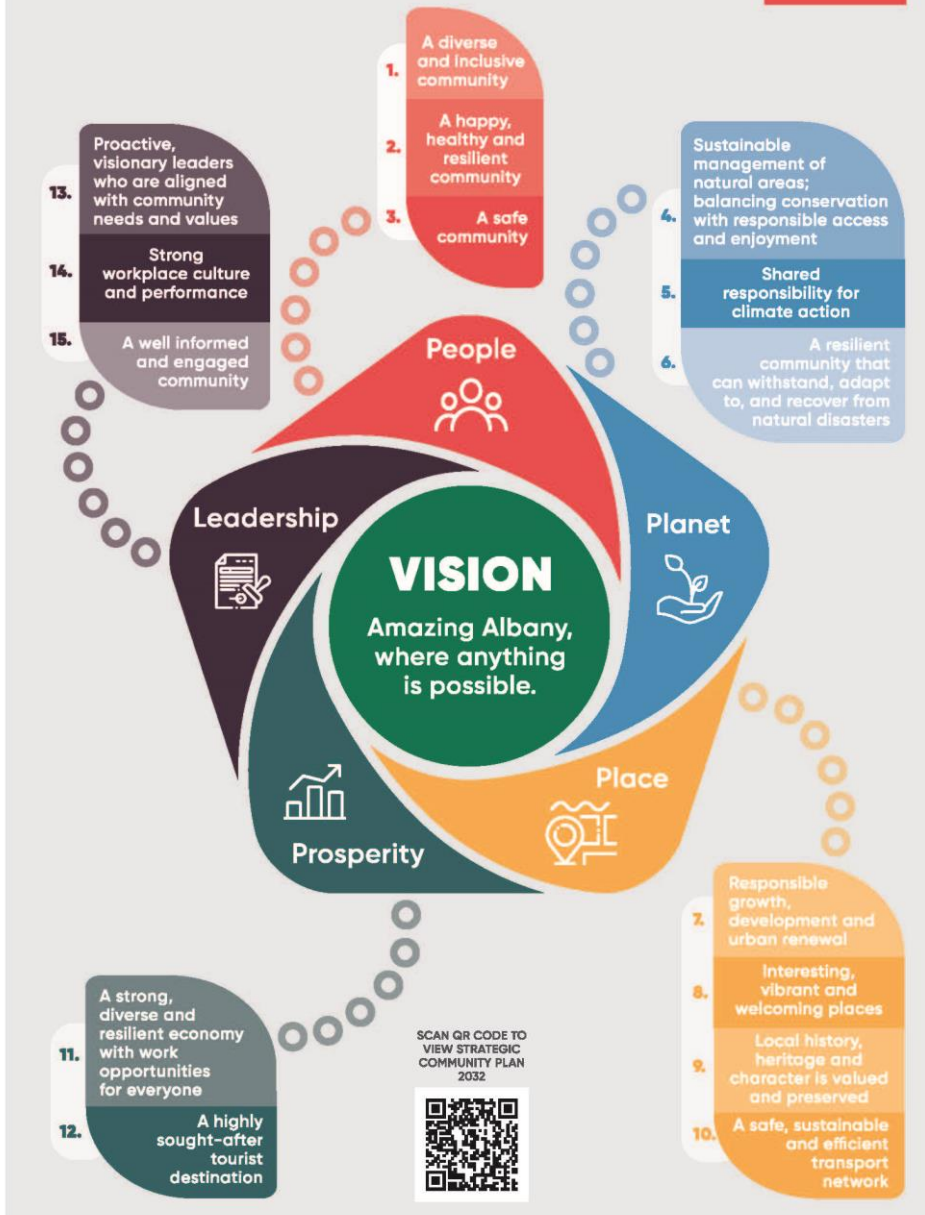 1.
A diverse
and inclusive
community
2.
A happy,
healthy and
resilient
community
3.
A safe
community
4.
Sustainable
management of
natural areas;
balancing conservation
with responsible access
and enjoyment
5.
Shared
responsibility for
climate action
6.
A resilient
community that
can withstand, adapt
to, and recover from
natural disasters
13.
Proactive,
visionary leaders
who are aligned
with community
needs and values
14.
Strong
workplace culture
and performance
15.
A well informed
and engaged
community
People
Leadership
Planet
VISION
Amazing Albany,
where anything
is possible.
Place
Prosperity
7.
Responsible
growth,
development and
urban renewal
8.
Interesting,
vibrant and
welcoming places
9.
Local history,
heritage and
character is valued
and preserved
10.
A safe, sustainable
and efficient
transport
network
11.
A strong,
diverse and
resilient economy
with work
opportunities
for everyone
12.
A highly
sought-after
tourist
destination
SCAN QR CODE TO
VIEW STRATEGIC
COMMUNITY PLAN
2032